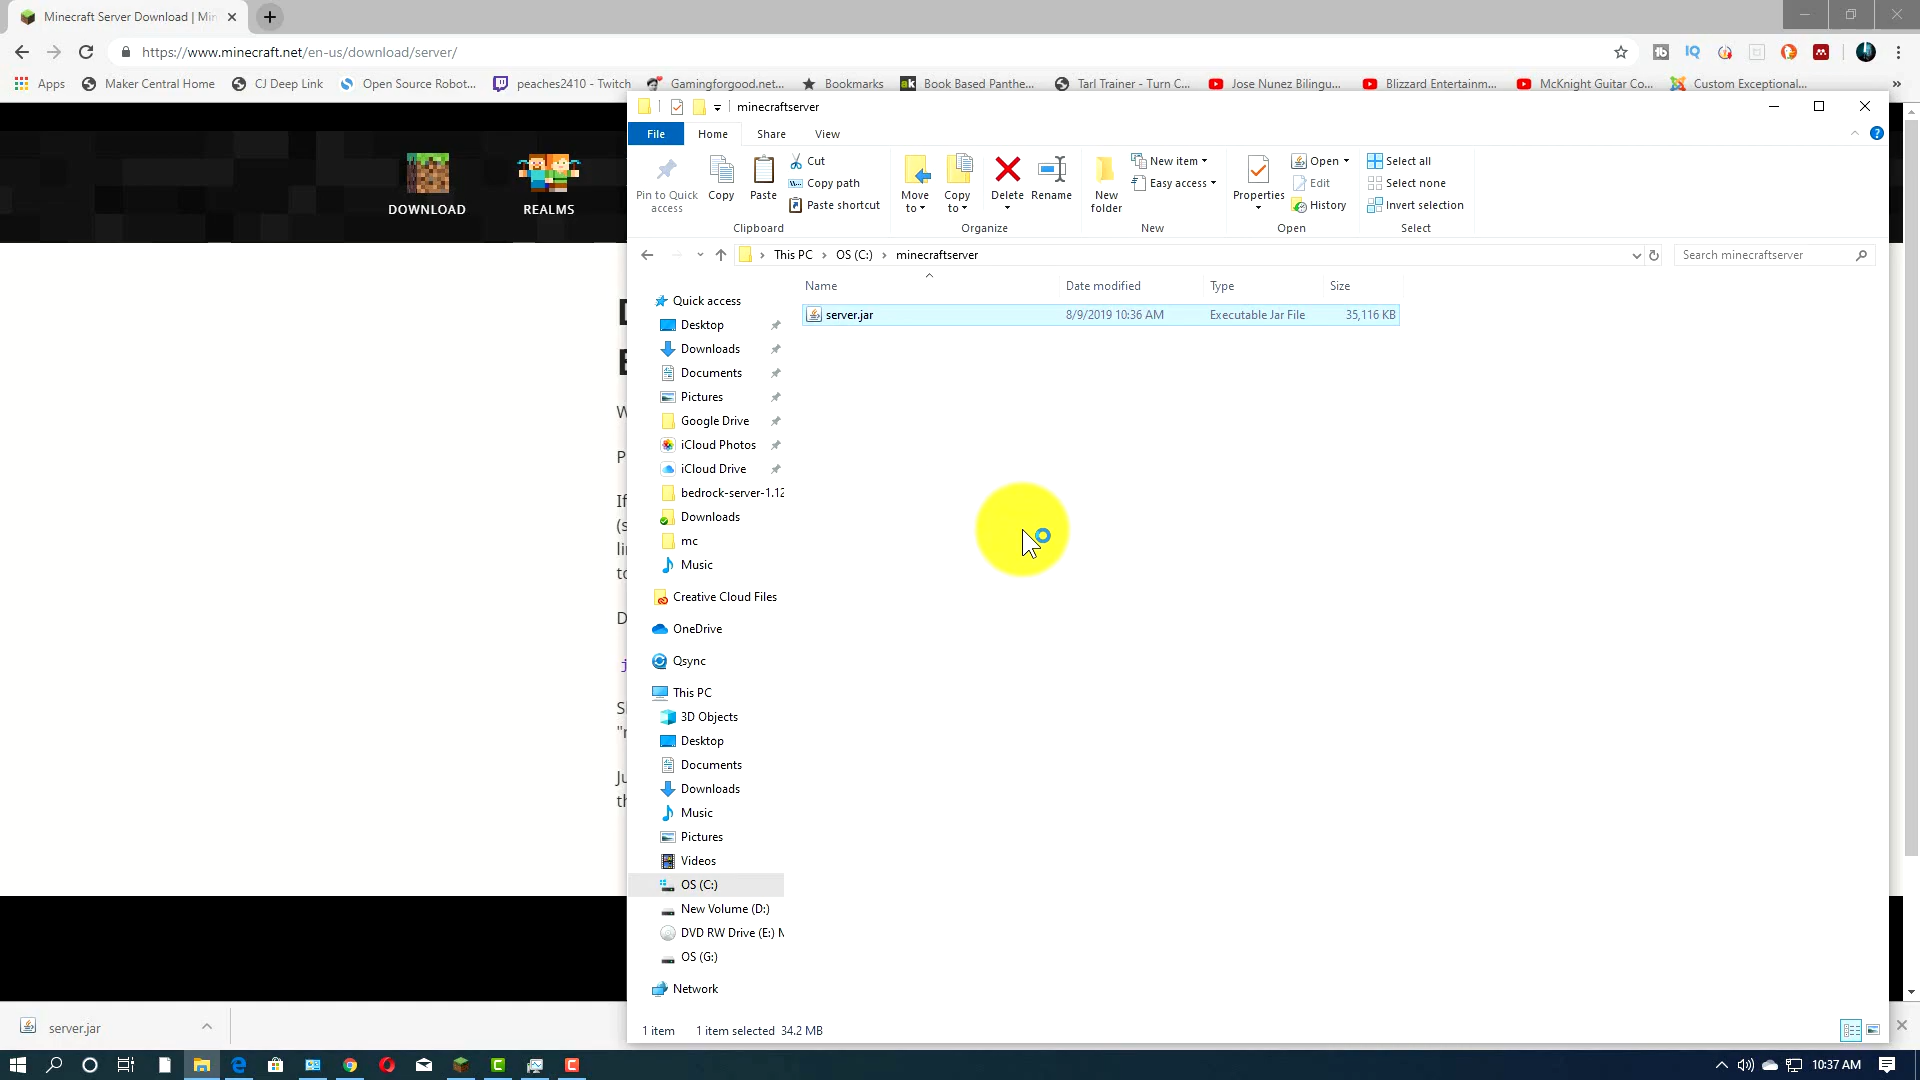 Minecraft Server Download | Min
https://www.minecraft.net/en-us/download/server/
Apps
Maker Central Home
CJ Deep Link
Open Source Robot...
peaches2410 - Twitch
Gamingforgood.net...
Bookmarks
Book Based Panthe...
Tarl Trainer - Turn C...
Jose Nunez Bilingu...
Blizzard Entertainm...
McKnight Guitar Co...
Custom Exceptional...
DOWNLOAD
REALMS
minecraftserver
File
Home
Share
View
Pin to Quick
access
Copy
Paste
Cut
Copy path
Paste shortcut
Clipboard
Move
to
Copy
to
Delete
Rename
Organize
New
folder
New item
Easy access
New
Properties
Open
Edit
History
Open
Select all
Select none
Invert selection
Select
This PC
OS (C:)
minecraftserver
Search minecraftserver
Name
Date modified
Type
Size
server.jar
8/9/2019 10:36 AM
Executable Jar File
35,116 KB
Quick access
Desktop
Downloads
Documents
Pictures
Google Drive
iCloud Photos
iCloud Drive
bedrock-server-1.12
Downloads
mc
Music
Creative Cloud Files
OneDrive
Qsync
This PC
3D Objects
Desktop
Documents
Downloads
Music
Pictures
Videos
OS (C:)
New Volume (D:)
DVD RW Drive (E:) M
OS (G:)
Network
1 item
1 item selected 34.2 MB
server.jar
10:37 AM